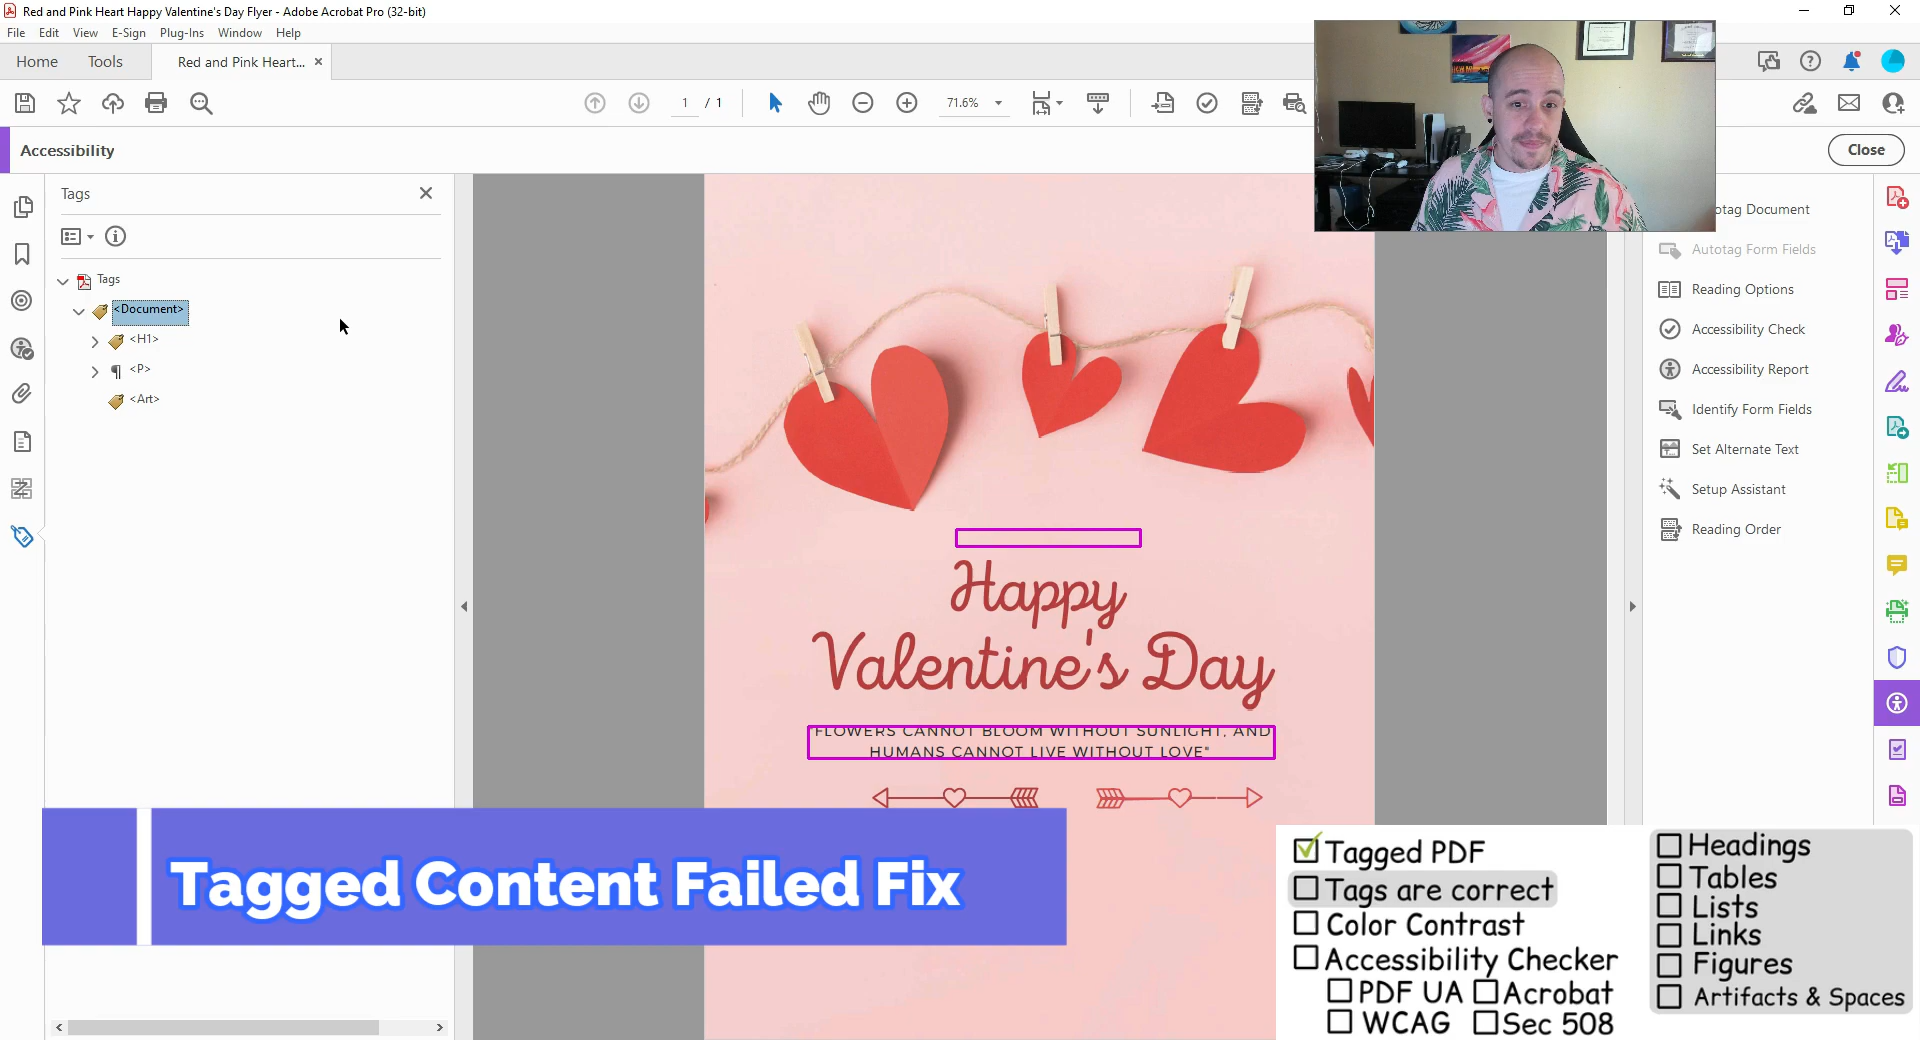 Red and Pink Heart Happy Valentine's Day Flyer - Adobe Acrobat Pro (32-bit)
File Edit View E-Sign Plug-Ins Window Help
Home Tools Red and Pink Heart...
1 / 1 71.6%
Accessibility
Close
Tags
Tags
<Document>
<H1>
<P>
<Art>
Happy
Valentine's Day
"FLOWERS CANNOT BLOOM WITHOUT SUNLIGHT, AND
HUMANS CANNOT LIVE WITHOUT LOVE"
Document
Autotag Form Fields
Reading Options
Accessibility Check
Accessibility Report
Identify Form Fields
Set Alternate Text
Setup Assistant
Reading Order
Tagged Content Failed Fix
Tagged PDF
Tags are correct
Color Contrast
Accessibility Checker
PDF UA Acrobat
WCAG Sec 508
Headings
Tables
Lists
Links
Figures
Artifacts & Spaces